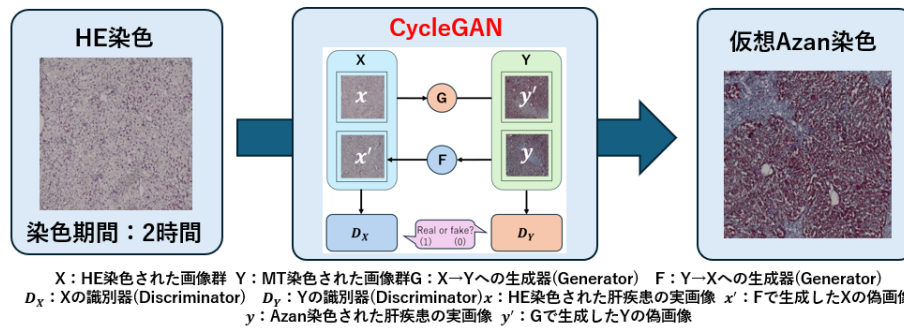 HE染色
染色期間：2時間
CycleGAN
X
Y
x
G
y′
x′
F
y
D_X
Real or fake?
(1) (0)
D_Y
仮想Azan染色
X：HE染色された画像群 Y：MT染色された画像群G：X→Yへの生成器(Generator) F：Y→Xへの生成器(Generator)
D_X：Xの識別器(Discriminator) D_Y：Yの識別器(Discriminator)x：HE染色された肝疾患の実画像 x′：Fで生成したXの偽画像
y：Azan染色された肝疾患の実画像 y′：Gで生成したYの偽画像